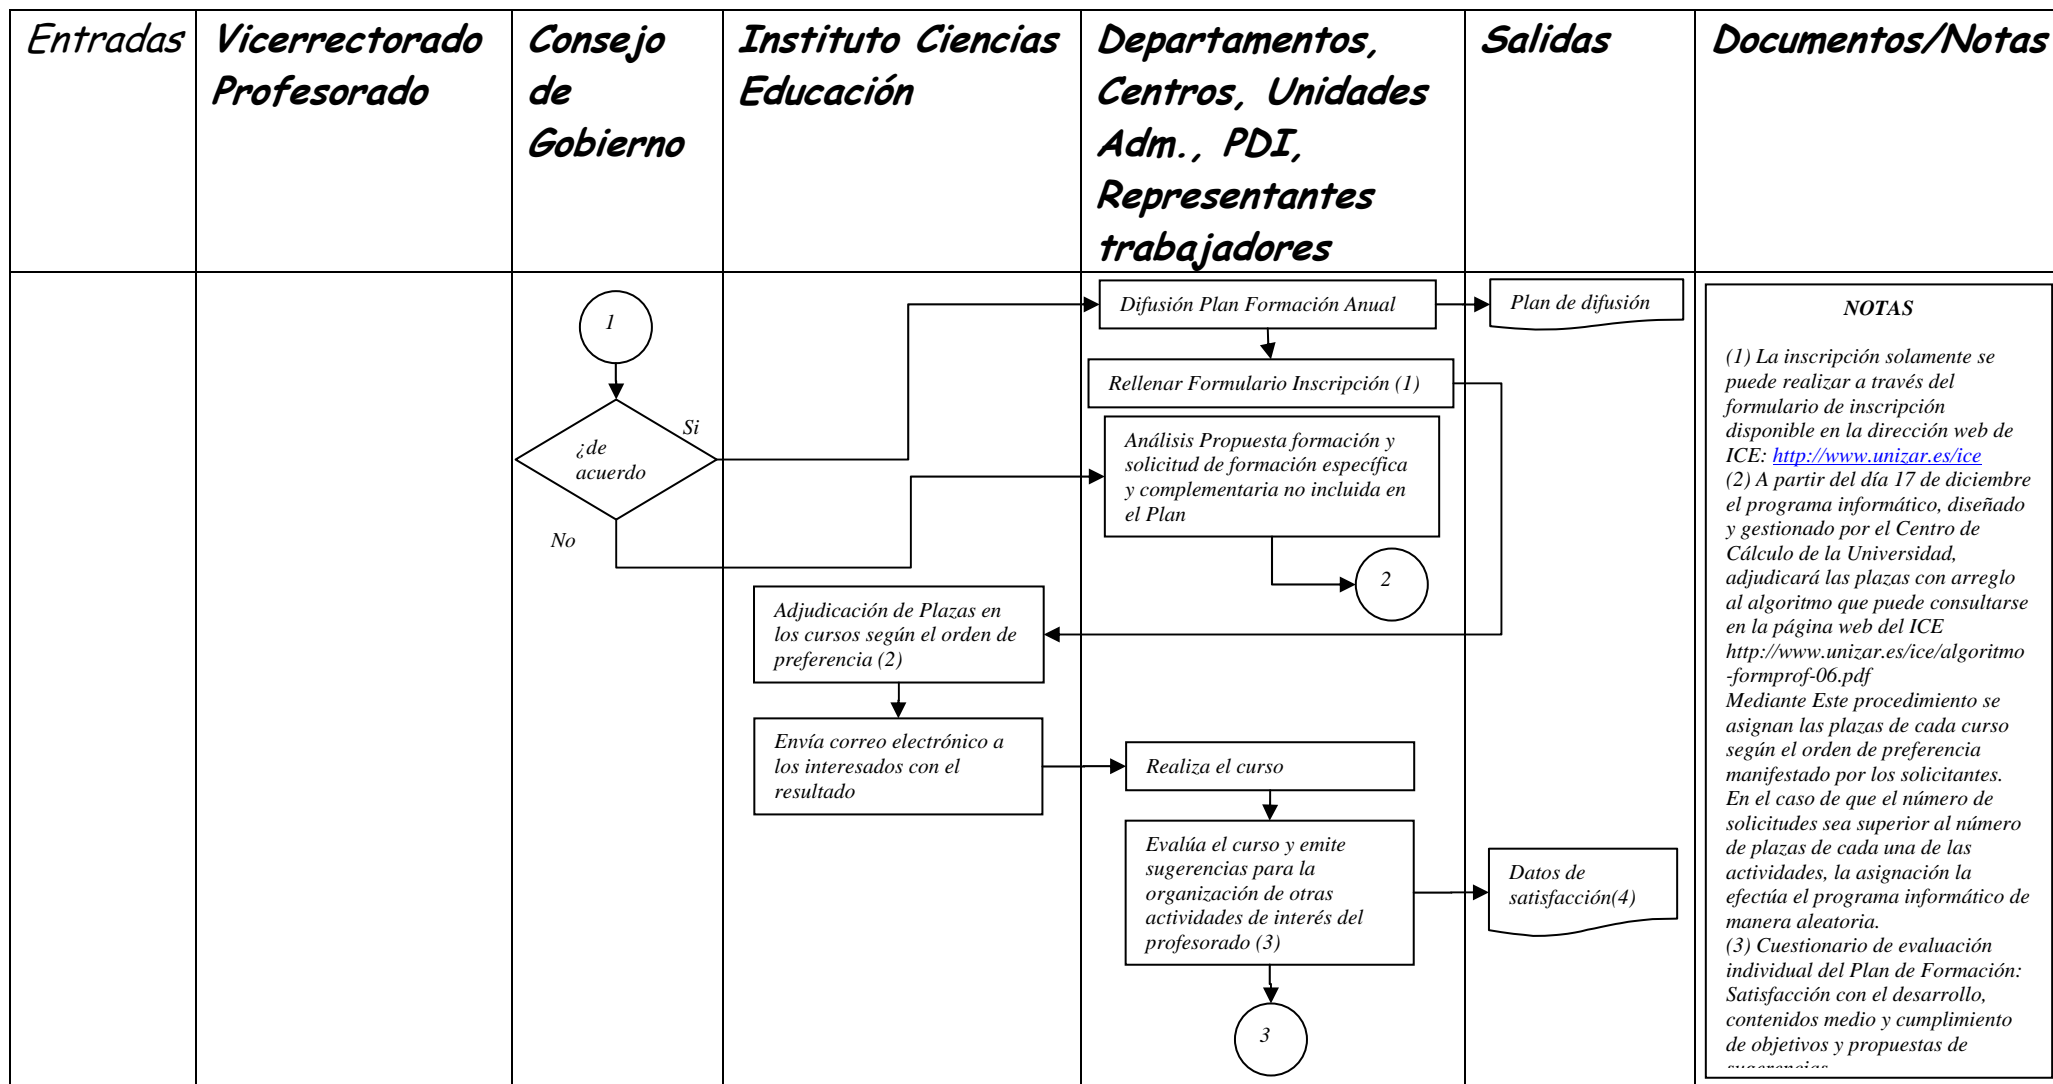 Entradas
Vicerrectorado
Profesorado
Consejo
de
Gobierno
Instituto Ciencias
Educación
Departamentos,
Centros, Unidades
Adm., PDI,
Representantes
trabajadores
Salidas
Documentos/Notas
1
¿de
acuerdo
Si
No
Difusión Plan Formación Anual
Plan de difusión
Rellenar Formulario Inscripción (1)
Análisis Propuesta formación y
solicitud de formación específica
y complementaria no incluida en
el Plan
2
Adjudicación de Plazas en
los cursos según el orden de
preferencia (2)
Envía correo electrónico a
los interesados con el
resultado
Realiza el curso
Evalúa el curso y emite
sugerencias para la
organización de otras
actividades de interés del
profesorado (3)
Datos de
satisfacción(4)
3
NOTAS
(1) La inscripción solamente se
puede realizar a través del
formulario de inscripción
disponible en la dirección web de
ICE: http://www.unizar.es/ice
(2) A partir del día 17 de diciembre
el programa informático, diseñado
y gestionado por el Centro de
Cálculo de la Universidad,
adjudicará las plazas con arreglo
al algoritmo que puede consultarse
en la página web del ICE
http://www.unizar.es/ice/algoritmo
-formprof-06.pdf
Mediante Este procedimiento se
asignan las plazas de cada curso
según el orden de preferencia
manifestado por los solicitantes.
En el caso de que el número de
solicitudes sea superior al número
de plazas de cada una de las
actividades, la asignación la
efectúa el programa informático de
manera aleatoria.
(3) Cuestionario de evaluación
individual del Plan de Formación:
Satisfacción con el desarrollo,
contenidos medio y cumplimiento
de objetivos y propuestas de